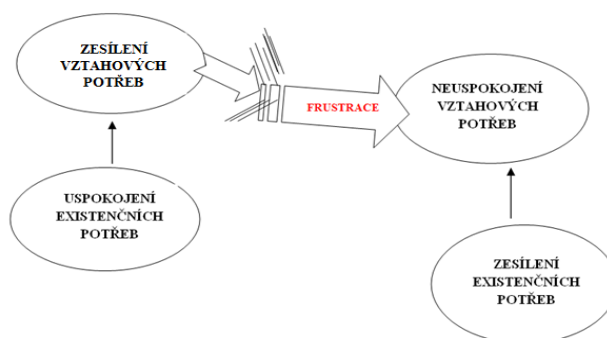 ZESÍLENÍ
VZTAHOVÝCH
POTŘEB
FRUSTRACE
NEUSPOKOJENÍ
VZTAHOVÝCH
POTŘEB
USPOKOJENÍ
EXISTENČNÍCH
POTŘEB
ZESÍLENÍ
EXISTENČNÍCH
POTŘEB